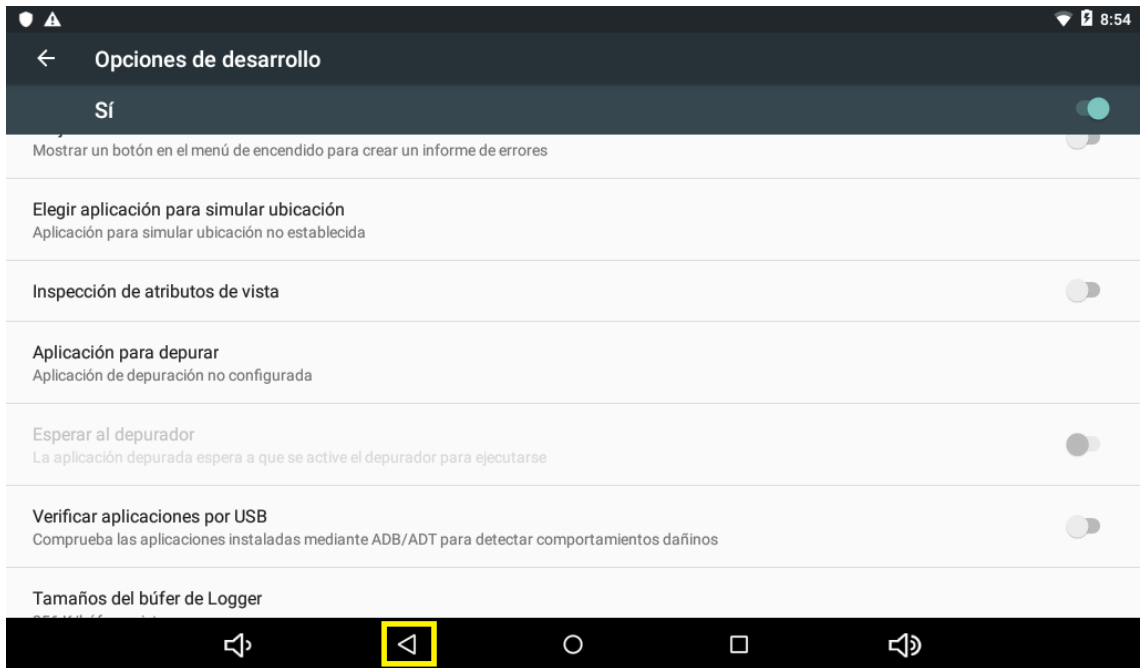 8:54
Opciones de desarrollo
Sí
Mostrar un botón en el menú de encendido para crear un informe de errores
Elegir aplicación para simular ubicación
Aplicación para simular ubicación no establecida
Inspección de atributos de vista
Aplicación para depurar
Aplicación de depuración no configurada
Esperar al depurador
La aplicación depurada espera a que se active el depurador para ejecutarse
Verificar aplicaciones por USB
Comprueba las aplicaciones instaladas mediante ADB/ADT para detectar comportamientos dañinos
Tamaños del búfer de Logger